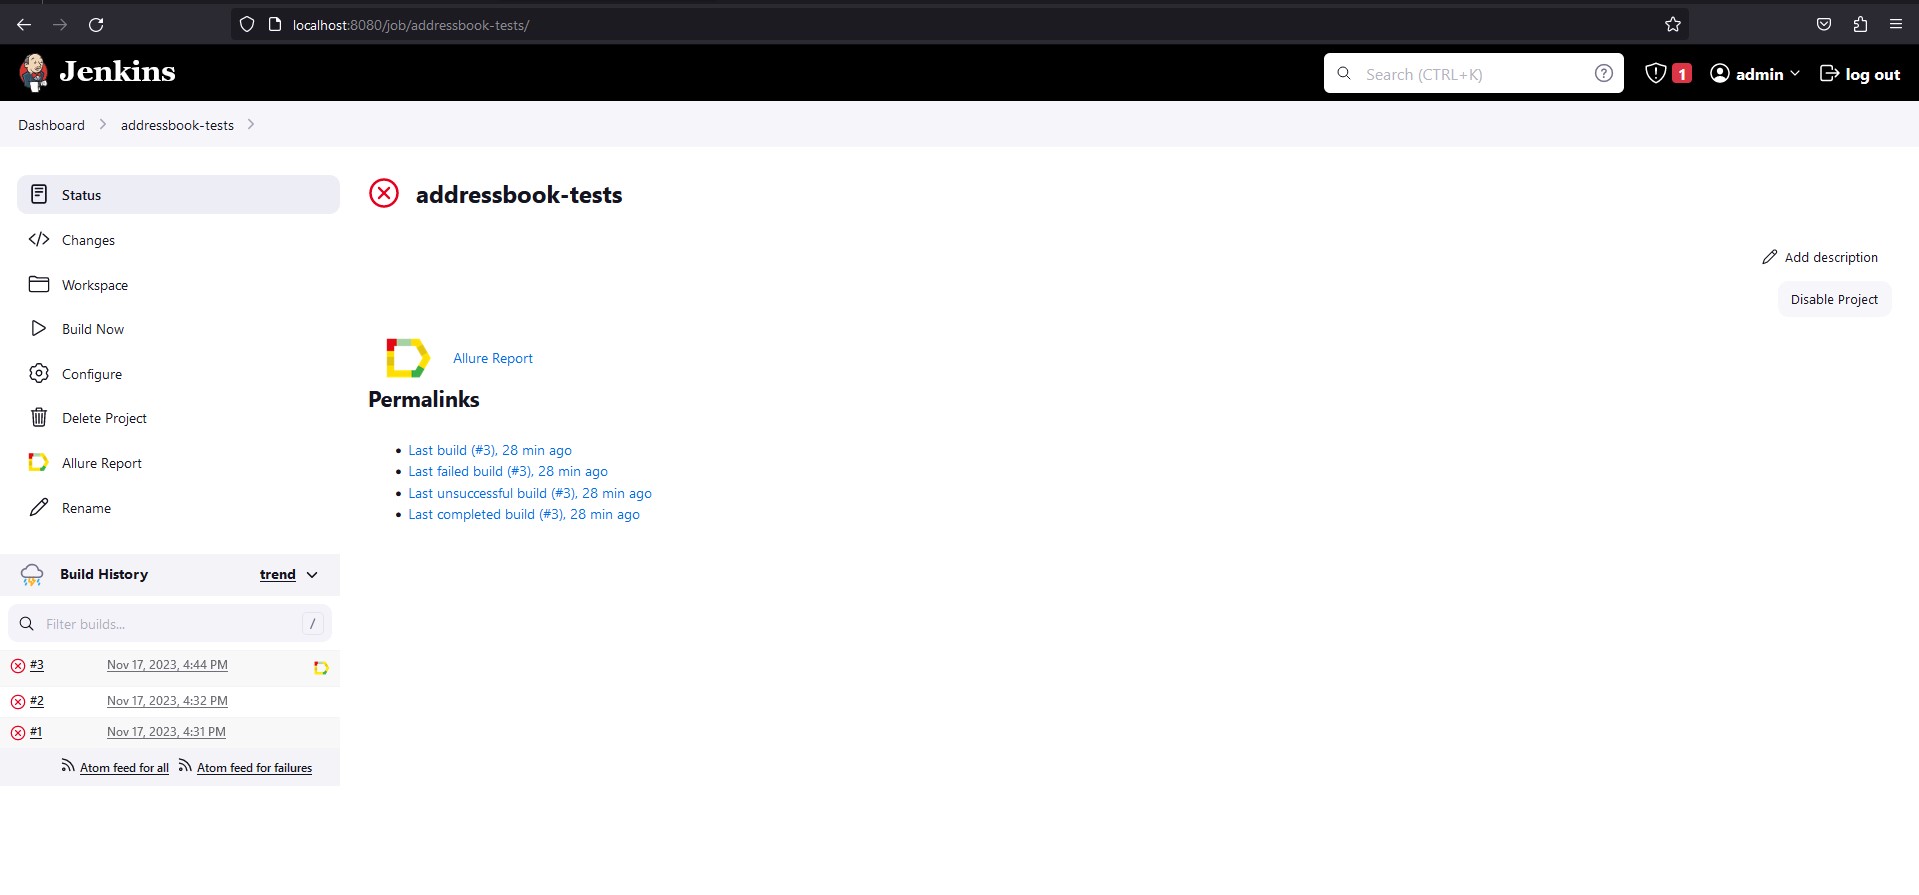 localhost:8080/job/addressbook-tests/
Jenkins
Search (CTRL+K)
1
admin
log out
Dashboard
addressbook-tests
Status
Changes
Workspace
Build Now
Configure
Delete Project
Allure Report
Rename
addressbook-tests
Add description
Disable Project
Allure Report
Permalinks
Last build (#3), 28 min ago
Last failed build (#3), 28 min ago
Last unsuccessful build (#3), 28 min ago
Last completed build (#3), 28 min ago
Build History
trend
Filter builds...
/
#3 Nov 17, 2023, 4:44 PM
#2 Nov 17, 2023, 4:32 PM
#1 Nov 17, 2023, 4:31 PM
Atom feed for all Atom feed for failures